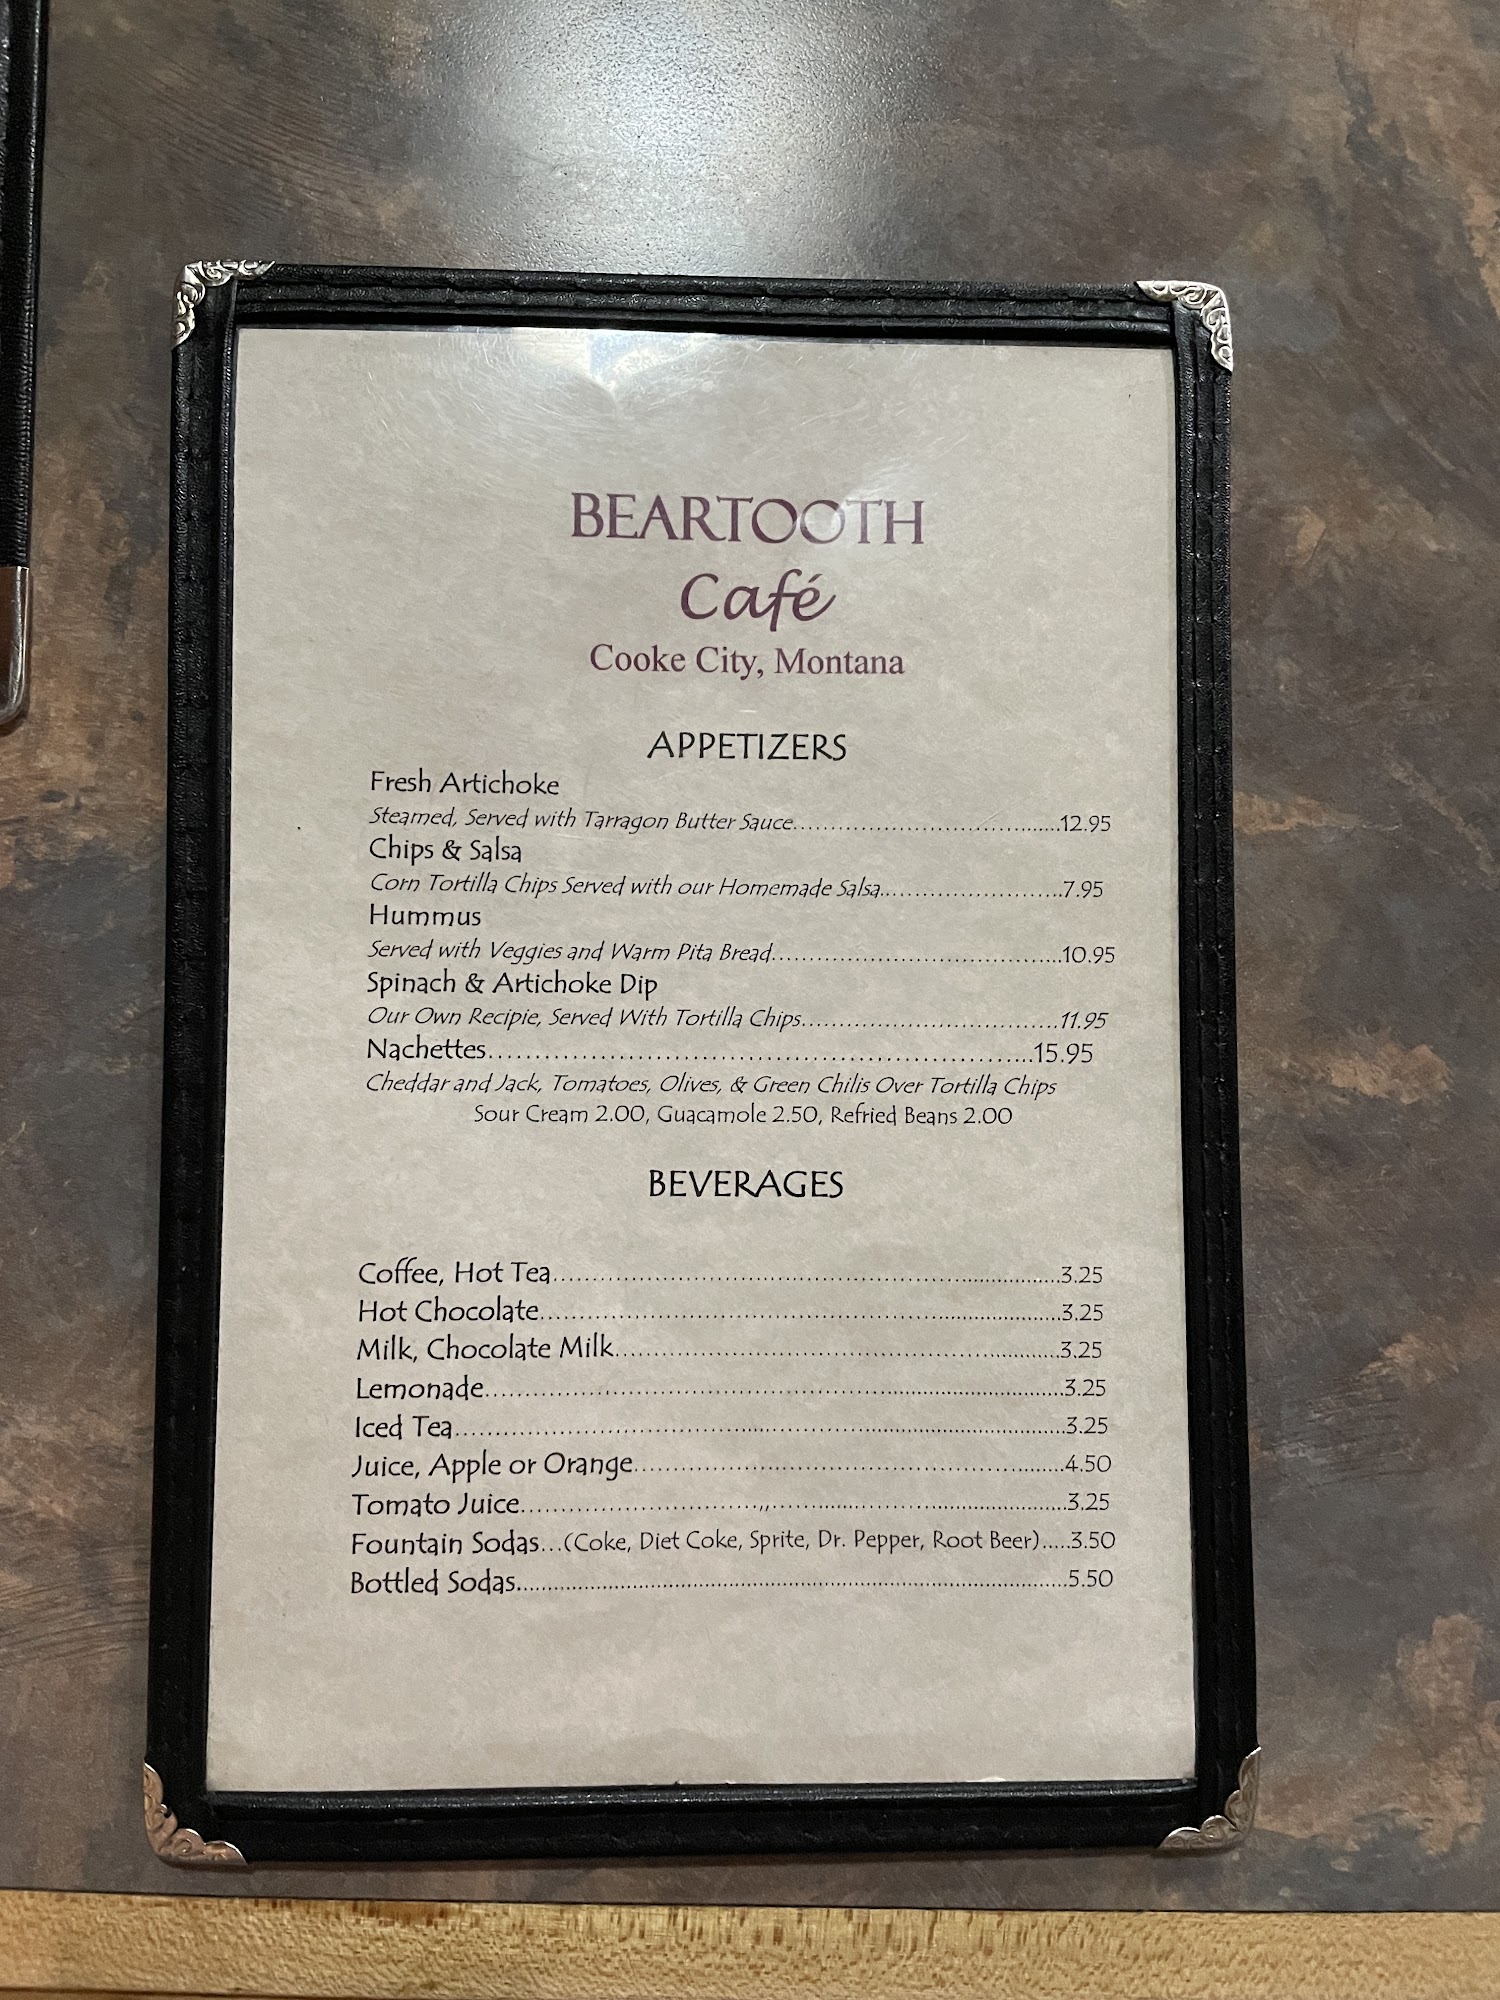 BEARTOOTH
Café
Cooke City, Montana
APPETIZERS
Fresh Artichoke
Steamed, Served with Tarragon Butter Sauce.......................................12.95
Chips & Salsa
Corn Tortilla Chips Served with our Homemade Salsa..........................7.95
Hummus
Served with Veggies and Warm Pita Bread..........................................10.95
Spinach & Artichoke Dip
Our Own Recipie, Served With Tortilla Chips.....................................11.95
Nachettes..............................................................15.95
Cheddar and Jack, Tomatoes, Olives, & Green Chilis Over Tortilla Chips
Sour Cream 2.00, Guacamole 2.50, Refried Beans 2.00
BEVERAGES
Coffee, Hot Tea......................................................................3.25
Hot Chocolate........................................................................3.25
Milk, Chocolate Milk..............................................................3.25
Lemonade..............................................................................3.25
Iced Tea.................................................................................3.25
Juice, Apple or Orange...........................................................4.50
Tomato Juice..............................,,..........................................3.25
Fountain Sodas...(Coke, Diet Coke, Sprite, Dr. Pepper, Root Beer).....3.50
Bottled Sodas.........................................................................5.50